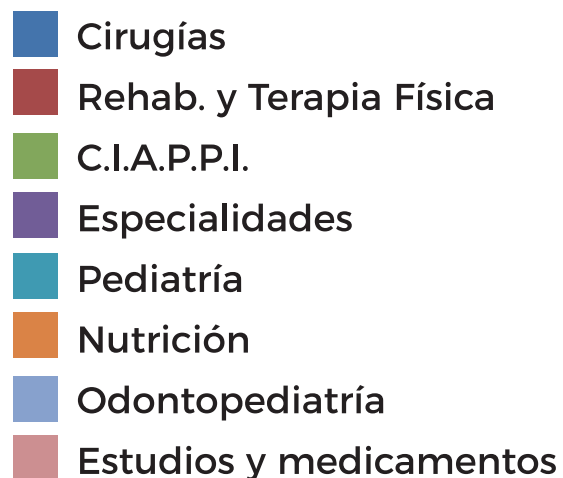 Cirugías
Rehab. y Terapia Física
C.I.A.P.P.I.
Especialidades
Pediatría
Nutrición
Odontopediatría
Estudios y medicamentos